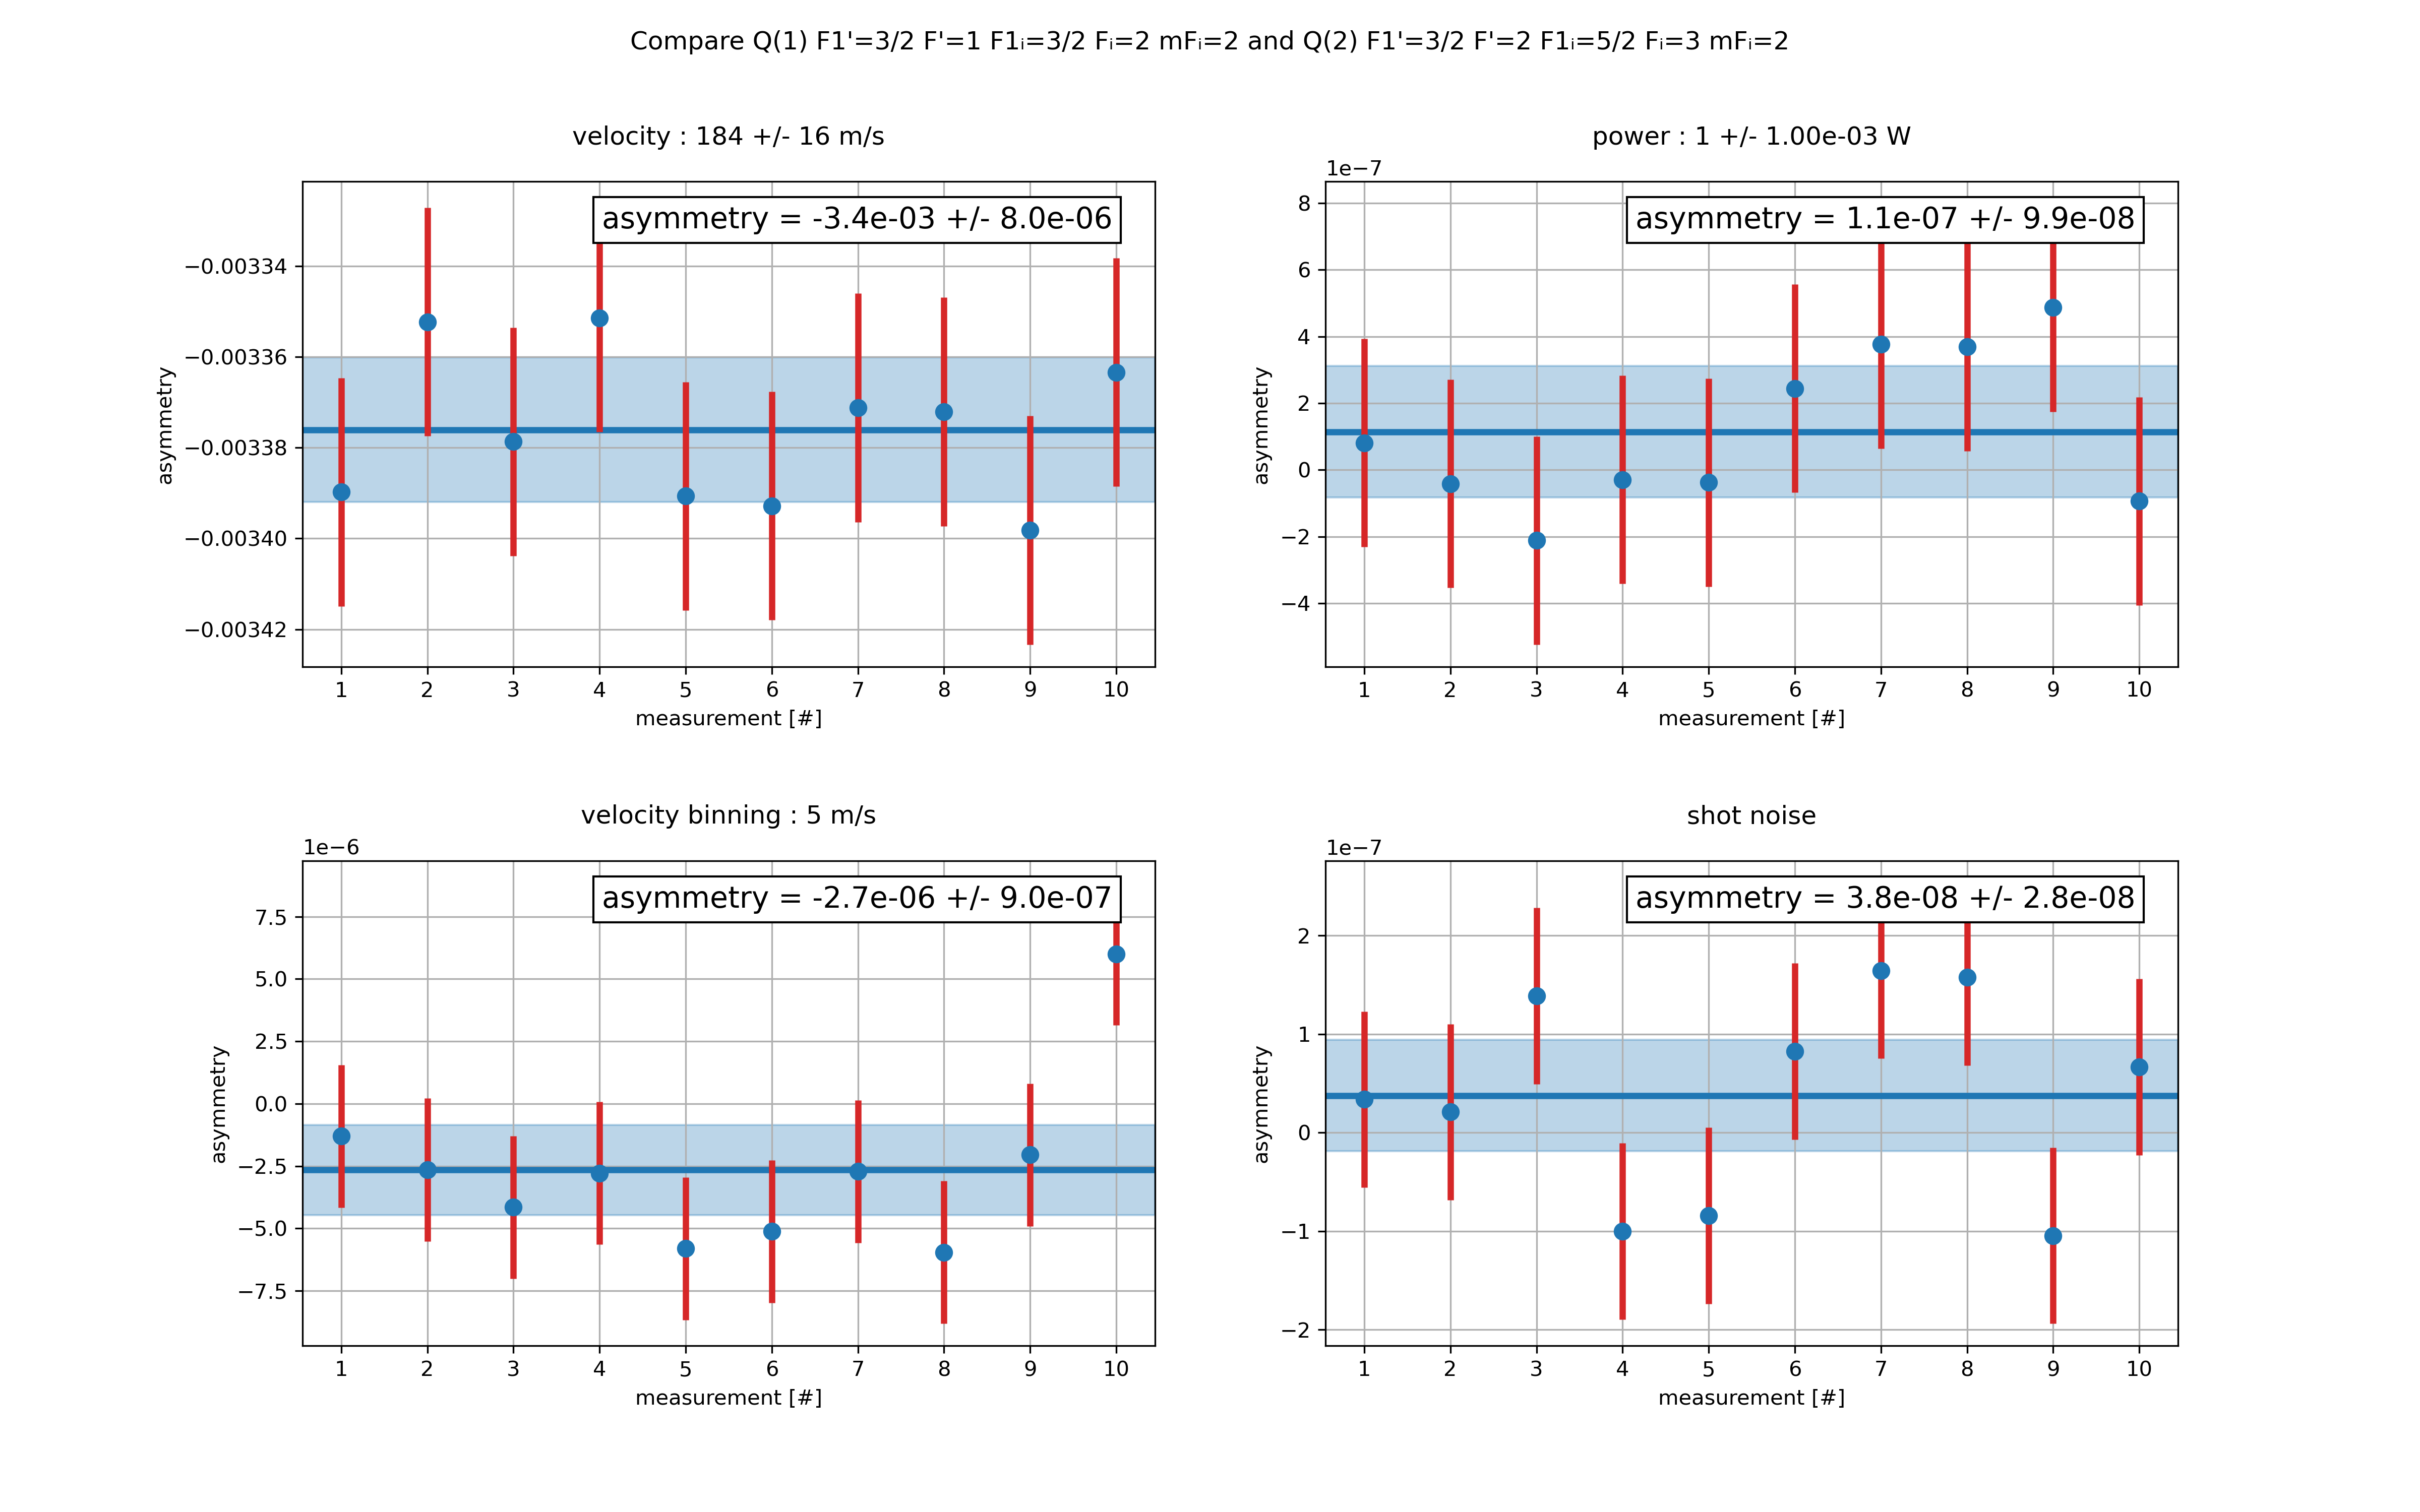 Compare Q(1) F1'=3/2 F'=1 F1ᵢ=3/2 Fᵢ=2 mFᵢ=2 and Q(2) F1'=3/2 F'=2 F1ᵢ=5/2 Fᵢ=3 mFᵢ=2
velocity : 184 +/- 16 m/s
asymmetry = -3.4e-03 +/- 8.0e-06
−0.00334
−0.00336
−0.00338
−0.00340
−0.00342
asymmetry
1 2 3 4 5 6 7 8 9 10
measurement [#]
power : 1 +/- 1.00e-03 W
1e−7
asymmetry = 1.1e-07 +/- 9.9e-08
8
6
4
2
0
−2
−4
asymmetry
1 2 3 4 5 6 7 8 9 10
measurement [#]
velocity binning : 5 m/s
1e−6
asymmetry = -2.7e-06 +/- 9.0e-07
7.5
5.0
2.5
0.0
−2.5
−5.0
−7.5
asymmetry
1 2 3 4 5 6 7 8 9 10
measurement [#]
shot noise
1e−7
asymmetry = 3.8e-08 +/- 2.8e-08
2
1
0
−1
−2
asymmetry
1 2 3 4 5 6 7 8 9 10
measurement [#]